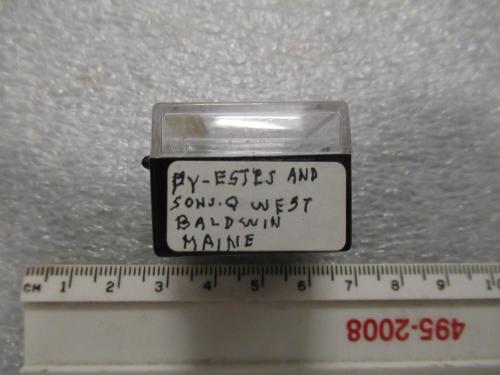 PY-ESTES AND
SONS.Q WEST
BALDWIN
MAINE
CM 1 2 3 4 5 6 7 8 9 10
495-2008